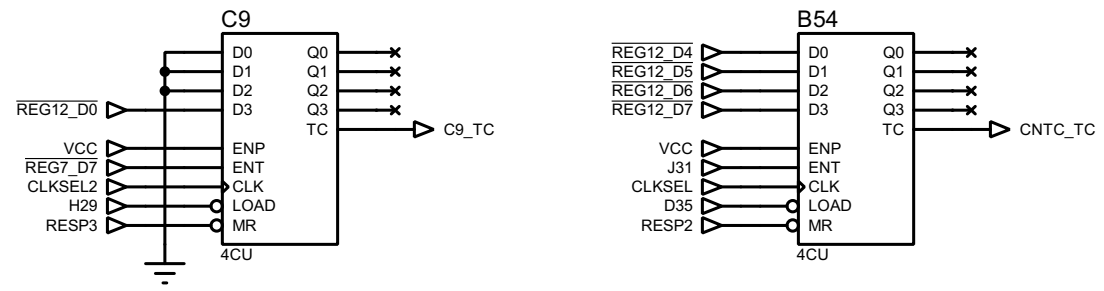 C9
D0 Q0
D1 Q1
D2 Q2
REG12_D0 D3 Q3
TC C9_TC
VCC ENP
REG7_D7 ENT
CLKSEL2 CLK
H29 LOAD
RESP3 MR
4CU
B54
REG12_D4 D0 Q0
REG12_D5 D1 Q1
REG12_D6 D2 Q2
REG12_D7 D3 Q3
TC CNTC_TC
VCC ENP
J31 ENT
CLKSEL CLK
D35 LOAD
RESP2 MR
4CU